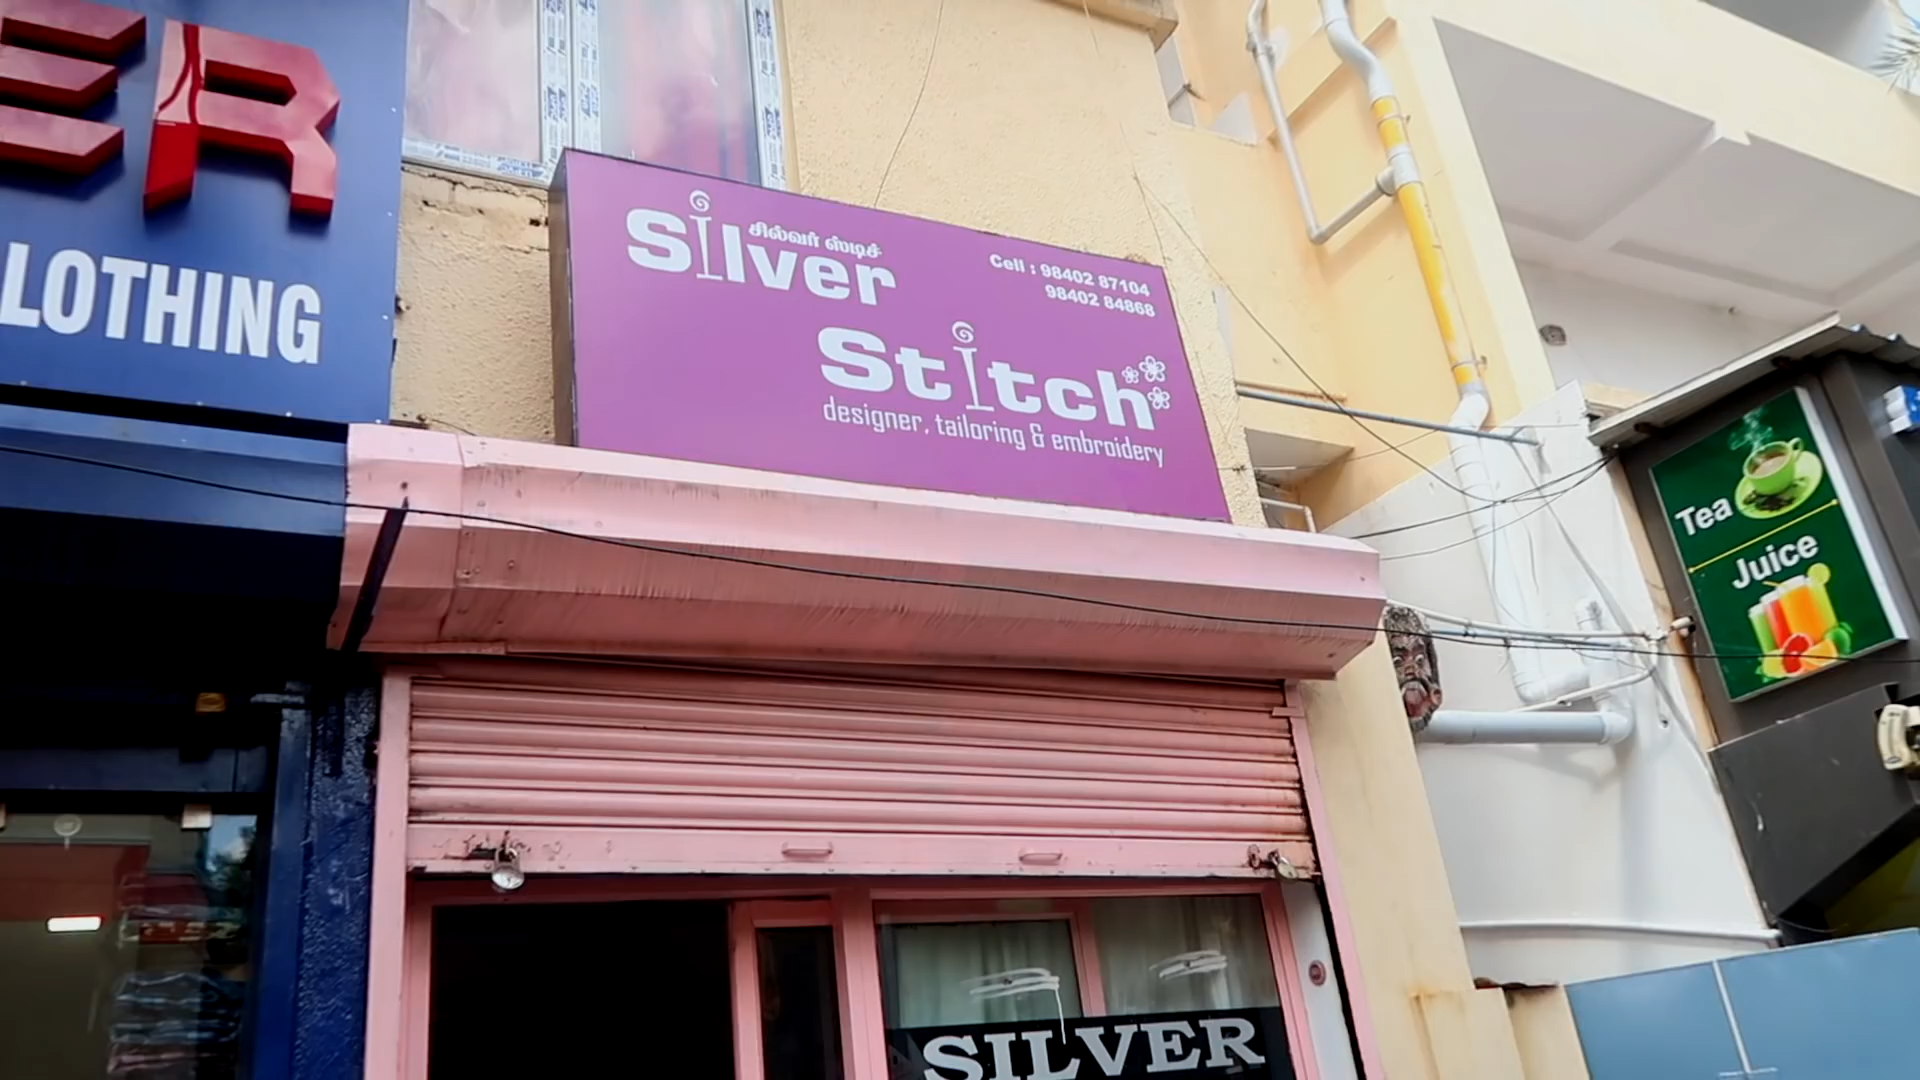 ER
LOTHING
சில்வர் ஸ்டிச்
Silver
Cell : 98402 87104
98402 84868
Stitch
designer, tailoring & embroidery
Tea
Juice
SILVER